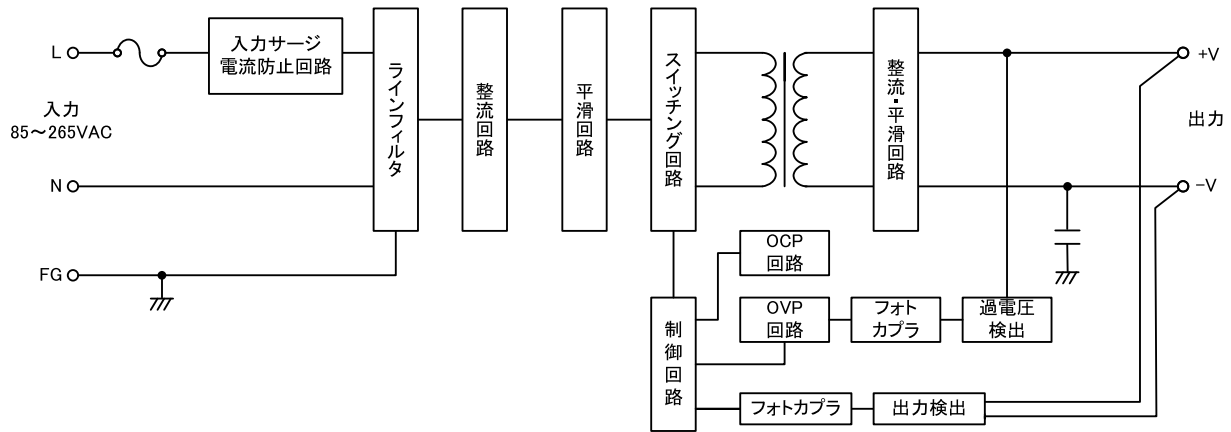 L
入力サージ
電流防止回路
入力
85～265VAC
N
FG
ラインフィルタ
整流回路
平滑回路
スイッチング回路
整流・平滑回路
+V
出力
-V
OCP
回路
制御回路
OVP
回路
フォト
カプラ
過電圧
検出
フォトカプラ
出力検出